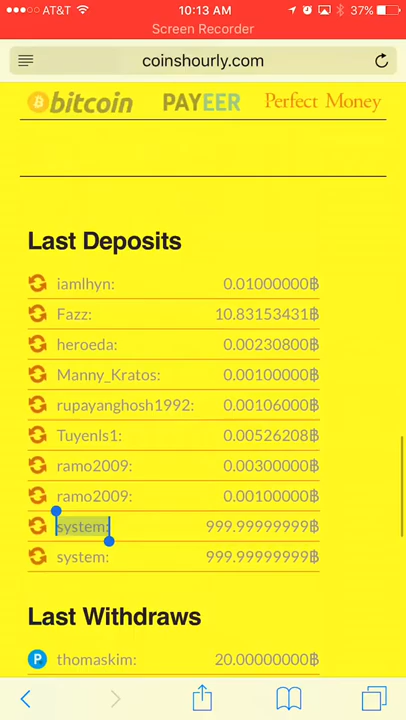 AT&T 10:13 AM 37%
Screen Recorder
coinshourly.com
bitcoin PAYEER Perfect Money
Last Deposits
iamlhyn: 0.01000000฿
Fazz: 10.83153431฿
heroeda: 0.00230800฿
Manny_Kratos: 0.00100000฿
rupayanghosh1992: 0.00106000฿
Tuyenls1: 0.00526208฿
ramo2009: 0.00300000฿
ramo2009: 0.00100000฿
system: 999.99999999฿
system: 999.99999999฿
Last Withdraws
thomaskim: 20.00000000฿